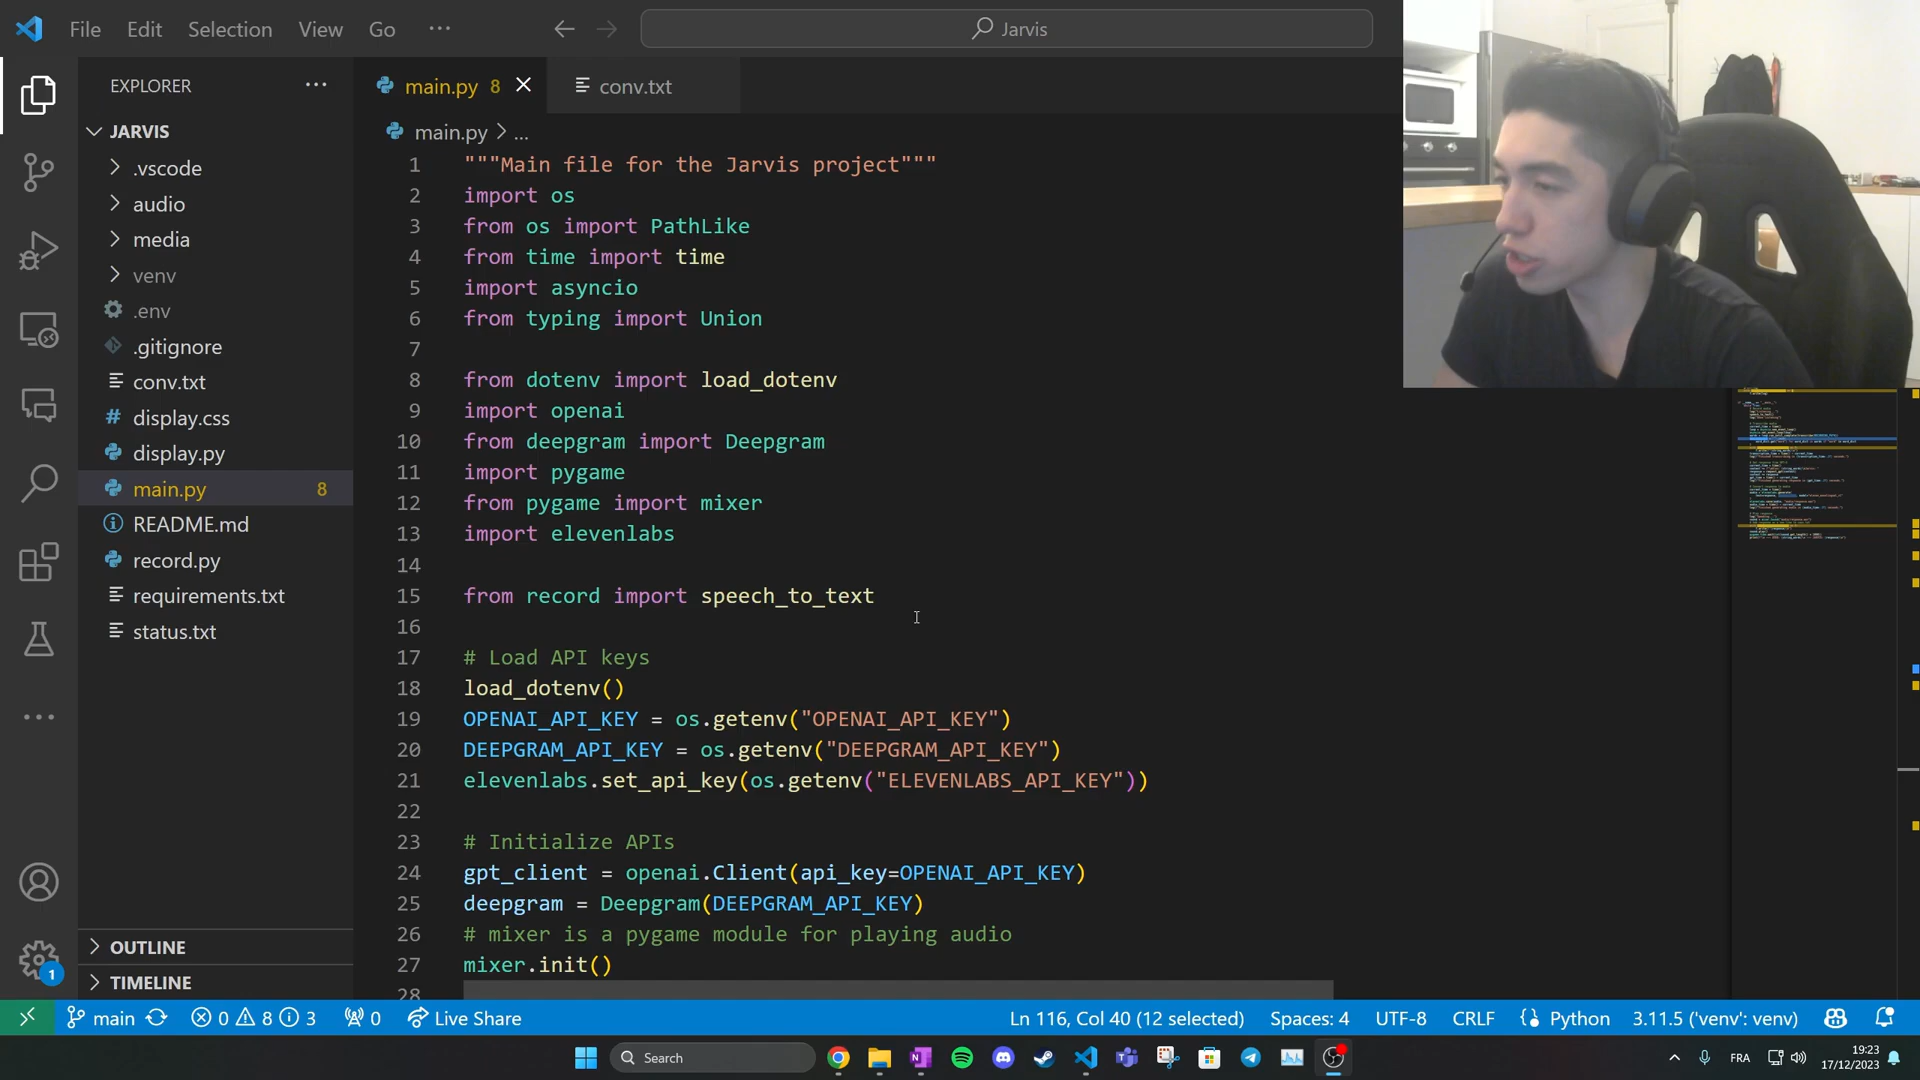 File Edit Selection View Go ...
Jarvis
EXPLORER ...
main.py 8
conv.txt
JARVIS
.vscode
audio
media
venv
.env
.gitignore
conv.txt
display.css
display.py
main.py 8
README.md
record.py
requirements.txt
status.txt
OUTLINE
TIMELINE
main.py > ...
1 """Main file for the Jarvis project"""
2 import os
3 from os import PathLike
4 from time import time
5 import asyncio
6 from typing import Union
7
8 from dotenv import load_dotenv
9 import openai
10 from deepgram import Deepgram
11 import pygame
12 from pygame import mixer
13 import elevenlabs
14
15 from record import speech_to_text
16
17 # Load API keys
18 load_dotenv()
19 OPENAI_API_KEY = os.getenv("OPENAI_API_KEY")
20 DEEPGRAM_API_KEY = os.getenv("DEEPGRAM_API_KEY")
21 elevenlabs.set_api_key(os.getenv("ELEVENLABS_API_KEY"))
22
23 # Initialize APIs
24 gpt_client = openai.Client(api_key=OPENAI_API_KEY)
25 deepgram = Deepgram(DEEPGRAM_API_KEY)
26 # mixer is a pygame module for playing audio
27 mixer.init()
28
1
main 0 8 3 0 Live Share Ln 116, Col 40 (12 selected) Spaces: 4 UTF-8 CRLF Python 3.11.5 ('venv': venv)
Search FRA 19:23
17/12/2023